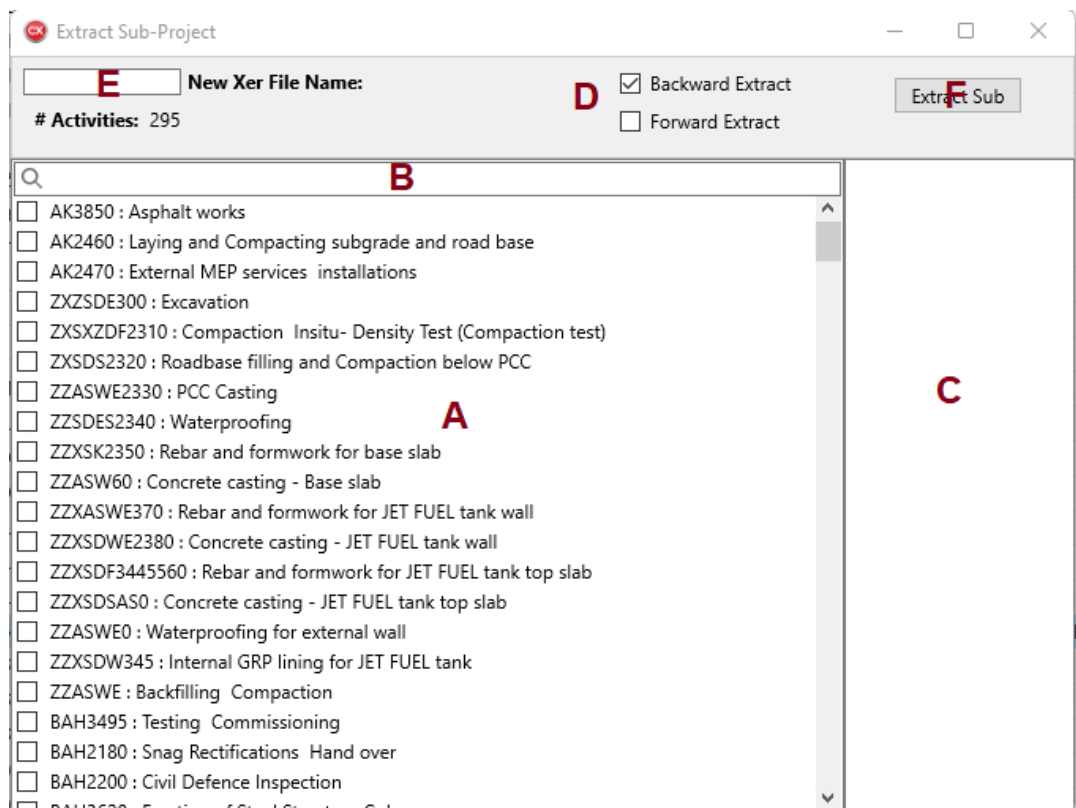 Extract Sub-Project
E New Xer File Name:
# Activities: 295
D
Backward Extract
Forward Extract
Extract Sub
F
B
AK3850 : Asphalt works
AK2460 : Laying and Compacting subgrade and road base
AK2470 : External MEP services  installations
ZXZSDE300 : Excavation
ZXSXZDF2310 : Compaction  Insitu- Density Test (Compaction test)
ZXSDS2320 : Roadbase filling and Compaction below PCC
ZZASWE2330 : PCC Casting
ZZSDES2340 : Waterproofing
A
C
ZZXSK2350 : Rebar and formwork for base slab
ZZASW60 : Concrete casting - Base slab
ZZXASWE370 : Rebar and formwork for JET FUEL tank wall
ZZXSDWE2380 : Concrete casting - JET FUEL tank wall
ZZXSDF3445560 : Rebar and formwork for JET FUEL tank top slab
ZZXSDSAS0 : Concrete casting - JET FUEL tank top slab
ZZASWE0 : Waterproofing for external wall
ZZXSDW345 : Internal GRP lining for JET FUEL tank
ZZASWE : Backfilling  Compaction
BAH3495 : Testing  Commissioning
BAH2180 : Snag Rectifications  Hand over
BAH2200 : Civil Defence Inspection